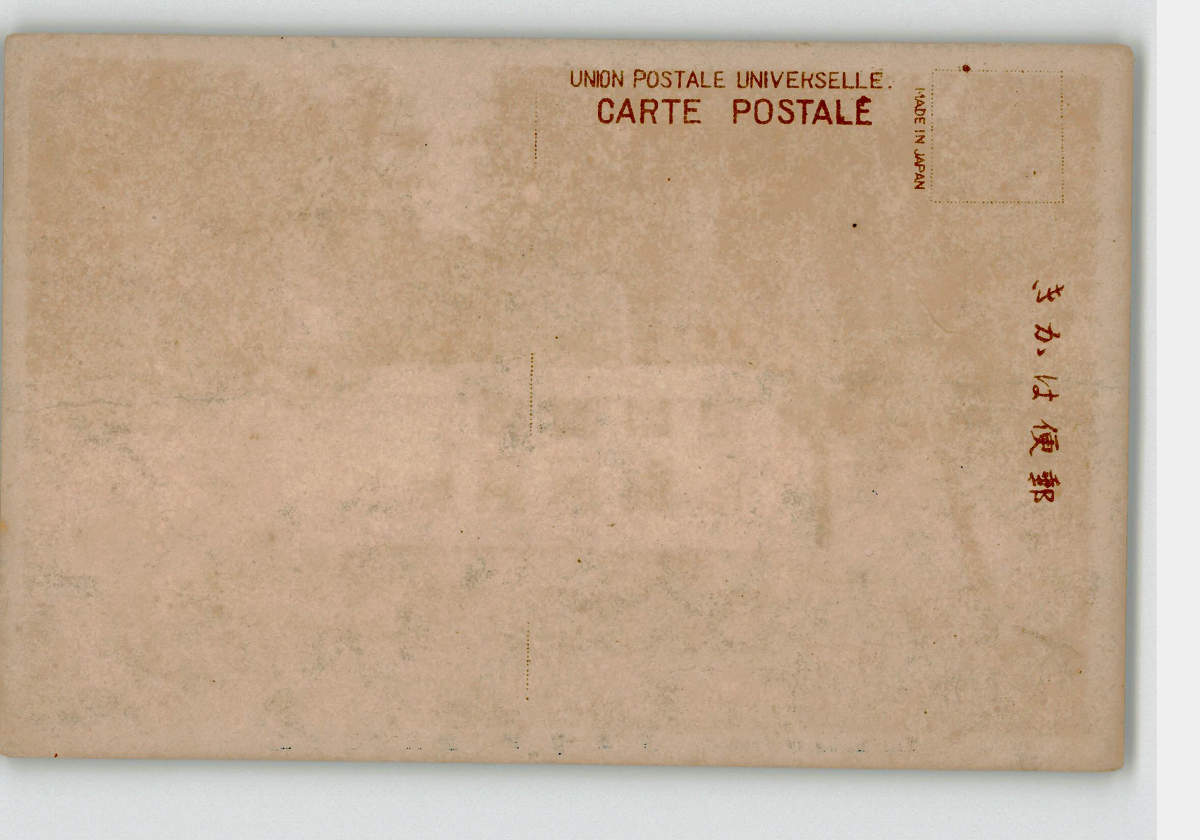 UNION POSTALE UNIVERSELLE.
CARTE POSTALE
MADE IN JAPAN
きかは便郵